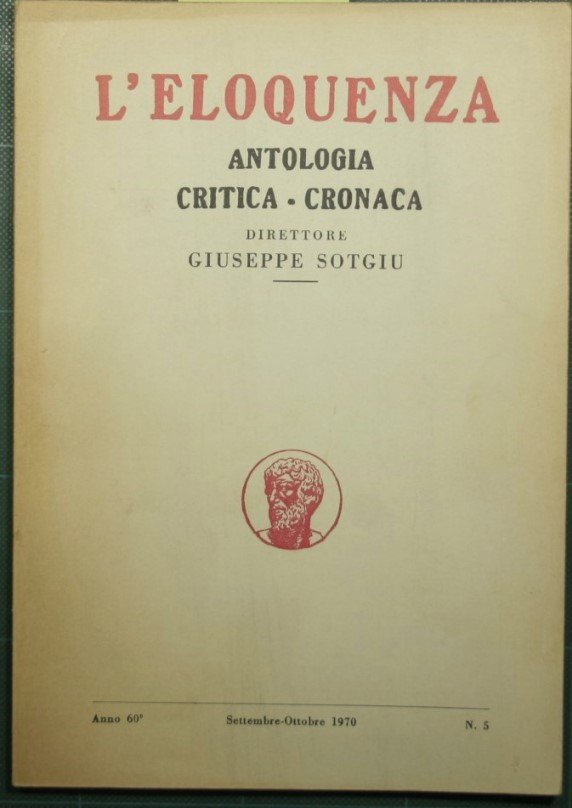 L'ELOQUENZA
ANTOLOGIA
CRITICA - CRONACA
DIRETTORE
GIUSEPPE SOTGIU
Anno 60° Settembre-Ottobre 1970 N. 5